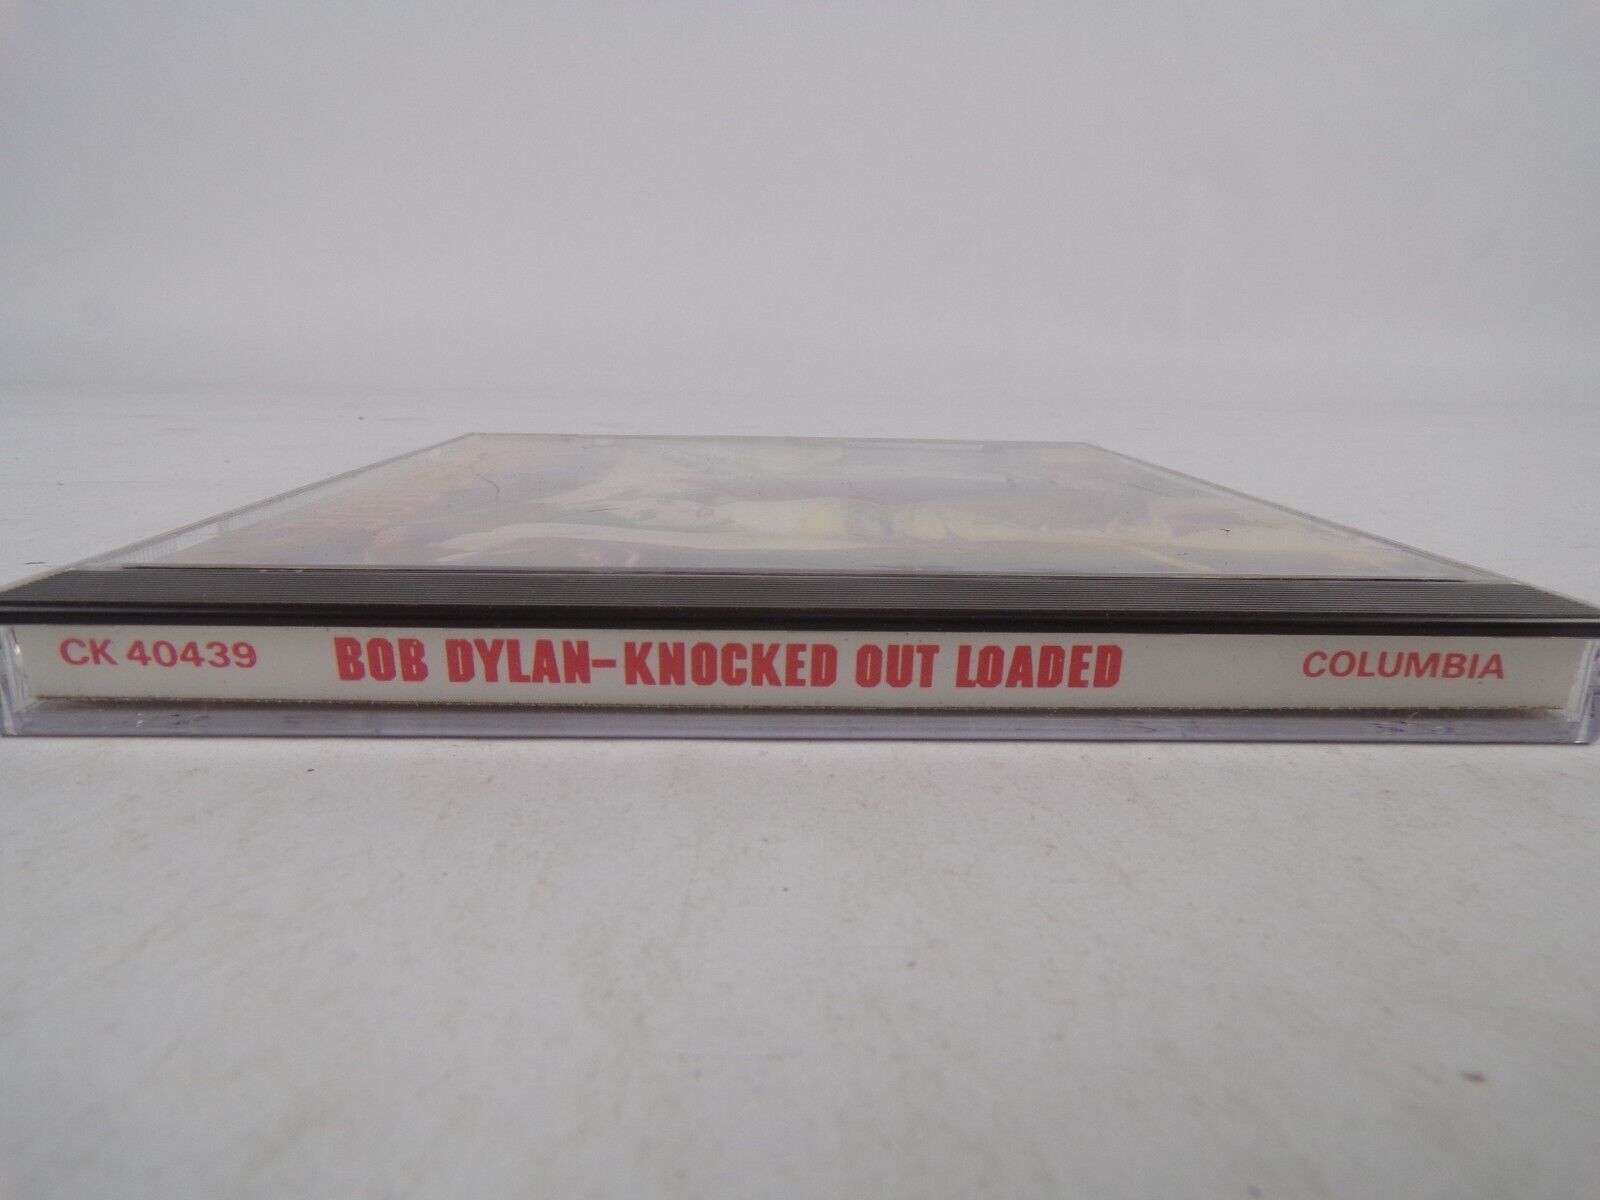 CK 40439 BOB DYLAN-KNOCKED OUT LOADED COLUMBIA